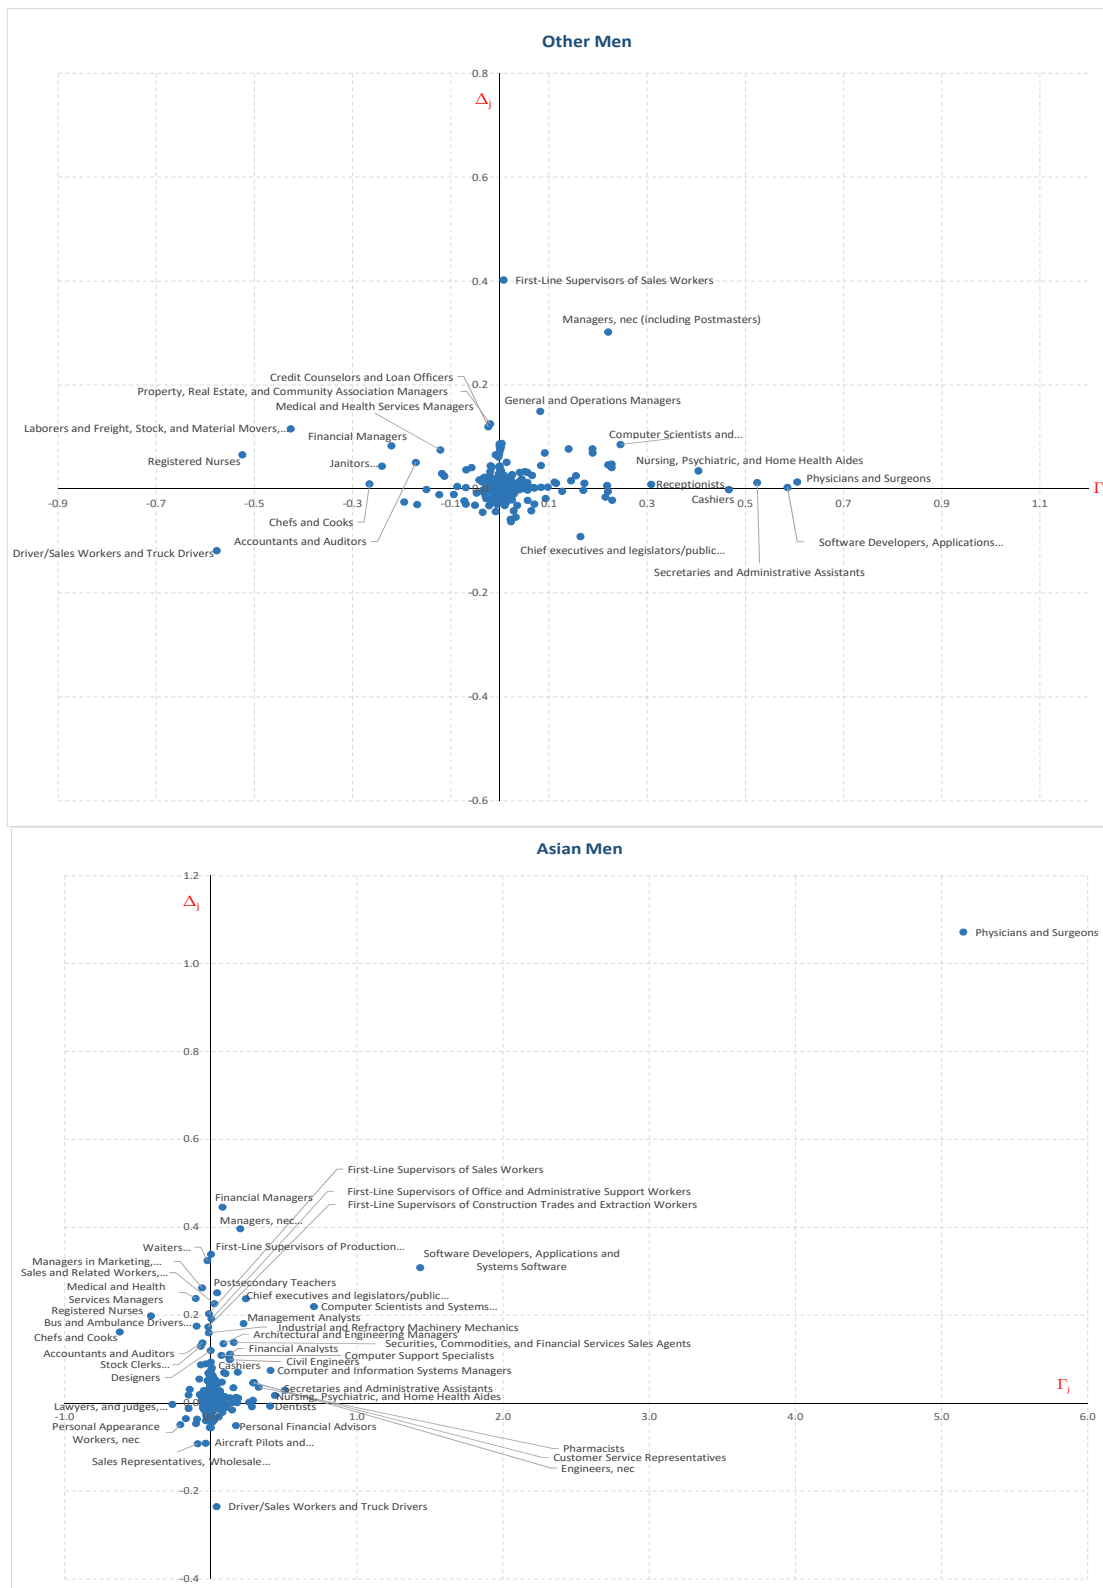 Other Men
0.8
Δj
0.6
0.4
First-Line Supervisors of Sales Workers
Managers, nec (including Postmasters)
Credit Counselors and Loan Officers
0.2
Property, Real Estate, and Community Association Managers
General and Operations Managers
Medical and Health Services Managers
Laborers and Freight, Stock, and Material Movers,...
Financial Managers
Computer Scientists and...
Registered Nurses
Janitors...
Nursing, Psychiatric, and Home Health Aides
Physicians and Surgeons
Receptionists
0.0
Γ
Cashiers
-0.9 -0.7 -0.5 -0.3 -0.1 0.1 0.3 0.5 0.7 0.9 1.1
Chefs and Cooks
Accountants and Auditors
Driver/Sales Workers and Truck Drivers
Chief executives and legislators/public...
Software Developers, Applications...
Secretaries and Administrative Assistants
-0.2
-0.4
-0.6
Asian Men
1.2
Δj
Physicians and Surgeons
1.0
0.8
0.6
First-Line Supervisors of Sales Workers
Financial Managers
First-Line Supervisors of Office and Administrative Support Workers
First-Line Supervisors of Construction Trades and Extraction Workers
0.4
Managers, nec...
Waiters...
First-Line Supervisors of Production...
Software Developers, Applications and
Systems Software
Managers in Marketing,...
Sales and Related Workers,...
Postsecondary Teachers
Medical and Health
Services Managers
Chief executives and legislators/public...
Computer Scientists and Systems...
Registered Nurses
0.2
Bus and Ambulance Drivers...
Management Analysts
Industrial and Refractory Machinery Mechanics
Chefs and Cooks
Architectural and Engineering Managers
Securities, Commodities, and Financial Services Sales Agents
Accountants and Auditors
Financial Analysts
Computer Support Specialists
Stock Clerks...
Cashiers
Civil Engineers
Designers
Computer and Information Systems Managers
Secretaries and Administrative Assistants
Nursing, Psychiatric, and Home Health Aides
0.0
Γj
Lawyers, and judges,...
Dentists
-1.0 0.0 1.0 2.0 3.0 4.0 5.0 6.0
Personal Appearance
Workers, nec
Personal Financial Advisors
Aircraft Pilots and...
Pharmacists
Customer Service Representatives
Engineers, nec
Sales Representatives, Wholesale...
-0.2
Driver/Sales Workers and Truck Drivers
-0.4